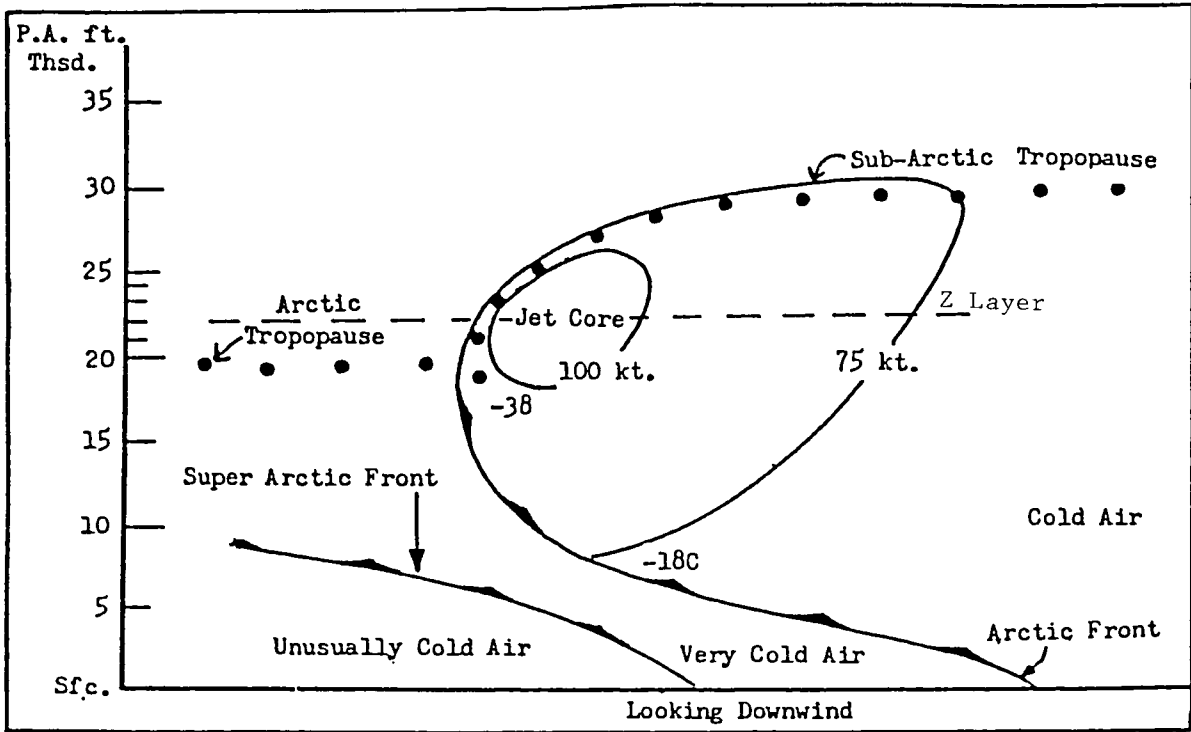 P.A. ft.
Thsd.
35
30
25
20
15
10
5
Sfc.
Sub-Arctic Tropopause
Arctic
Tropopause
Jet Core
Z Layer
100 kt.
75 kt.
-38
Super Arctic Front
Cold Air
-18C
Unusually Cold Air
Very Cold Air
Arctic Front
Looking Downwind